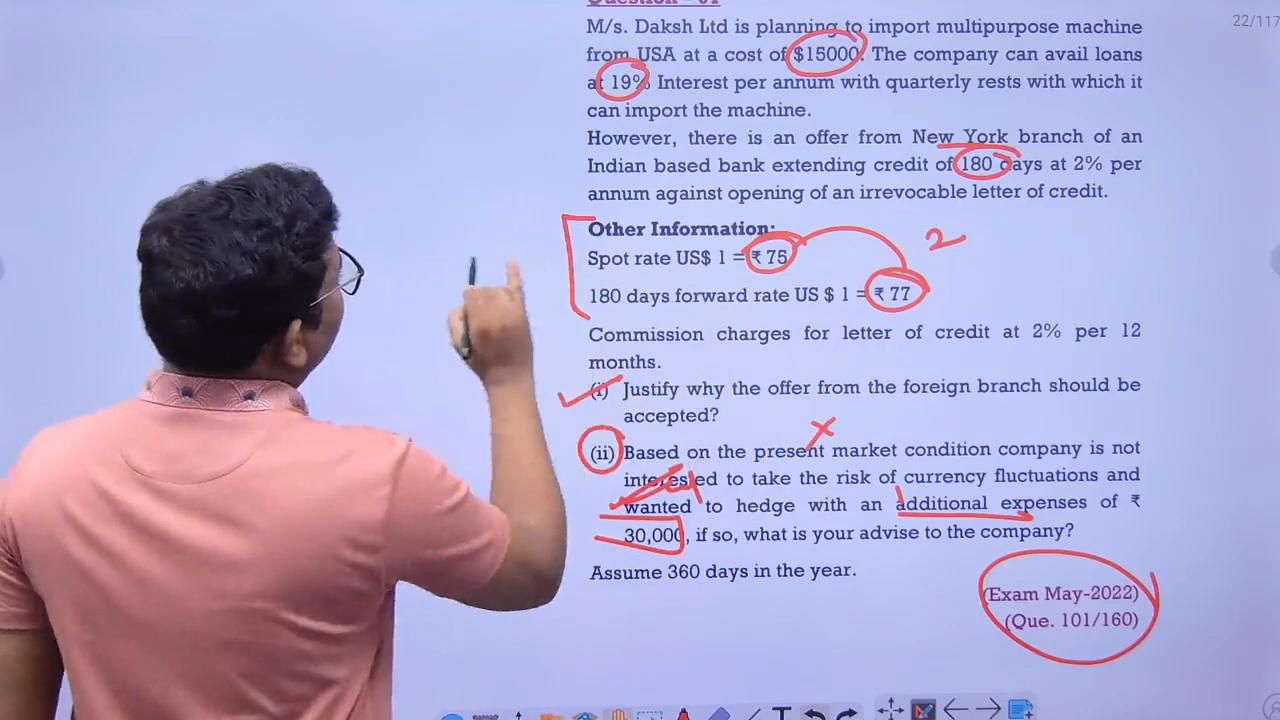 Question - 01
22/117
M/s. Daksh Ltd is planning to import multipurpose machine
from USA at a cost of $15000. The company can avail loans
at 19% Interest per annum with quarterly rests with which it
can import the machine.
However, there is an offer from New York branch of an
Indian based bank extending credit of 180 days at 2% per
annum against opening of an irrevocable letter of credit.
Other Information:
Spot rate US$ 1 = ₹ 75
2
180 days forward rate US $ 1 = ₹ 77
Commission charges for letter of credit at 2% per 12
months.
(i) Justify why the offer from the foreign branch should be
accepted?
(ii) Based on the present market condition company is not
interested to take the risk of currency fluctuations and
wanted to hedge with an additional expenses of ₹
30,000, if so, what is your advise to the company?
Assume 360 days in the year.
(Exam May-2022)
(Que. 101/160)